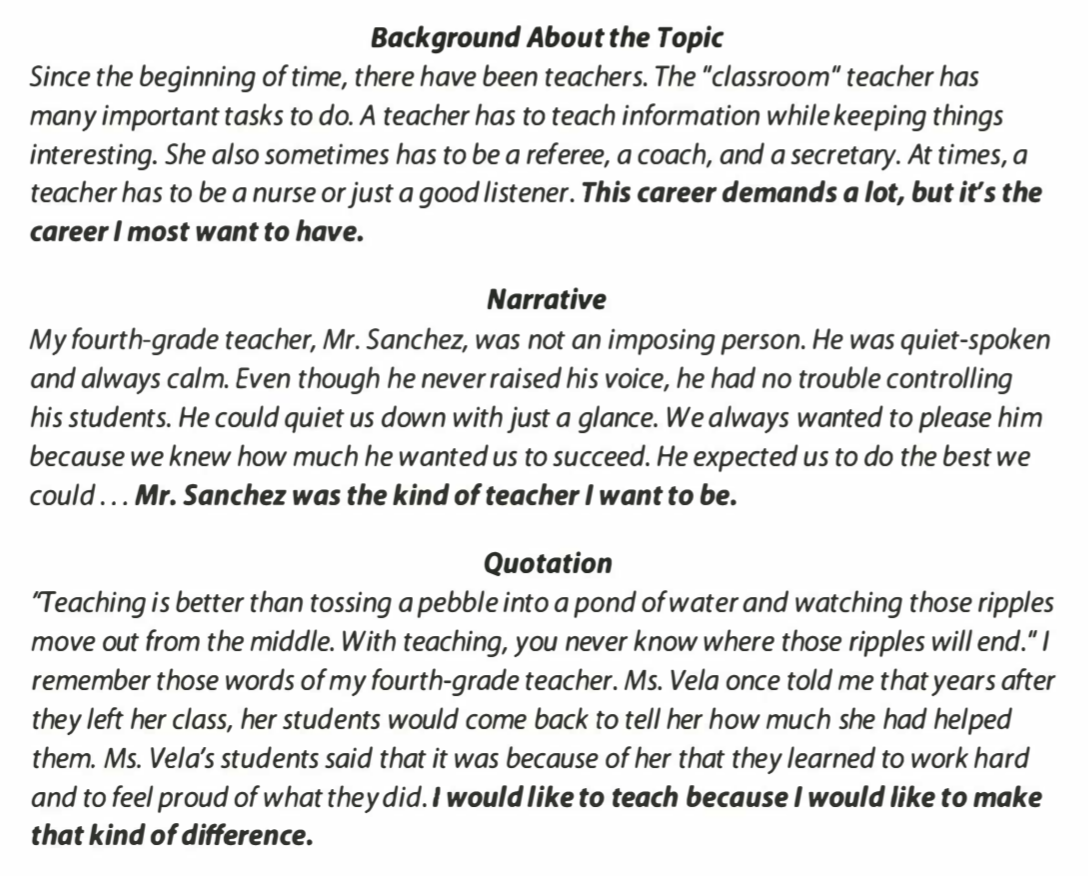 Background About the Topic
Since the beginning of time, there have been teachers. The "classroom" teacher has
many important tasks to do. A teacher has to teach information while keeping things
interesting. She also sometimes has to be a referee, a coach, and a secretary. At times, a
teacher has to be a nurse or just a good listener. This career demands a lot, but it's the
career I most want to have.
Narrative
My fourth-grade teacher, Mr. Sanchez, was not an imposing person. He was quiet-spoken
and always calm. Even though he never raised his voice, he had no trouble controlling
his students. He could quiet us down with just a glance. We always wanted to please him
because we knew how much he wanted us to succeed. He expected us to do the best we
could . . . Mr. Sanchez was the kind of teacher I want to be.
Quotation
"Teaching is better than tossing a pebble into a pond of water and watching those ripples
move out from the middle. With teaching, you never know where those ripples will end." I
remember those words of my fourth-grade teacher. Ms. Vela once told me that years after
they left her class, her students would come back to tell her how much she had helped
them. Ms. Vela's students said that it was because of her that they learned to work hard
and to feel proud of what they did. I would like to teach because I would like to make
that kind of difference.